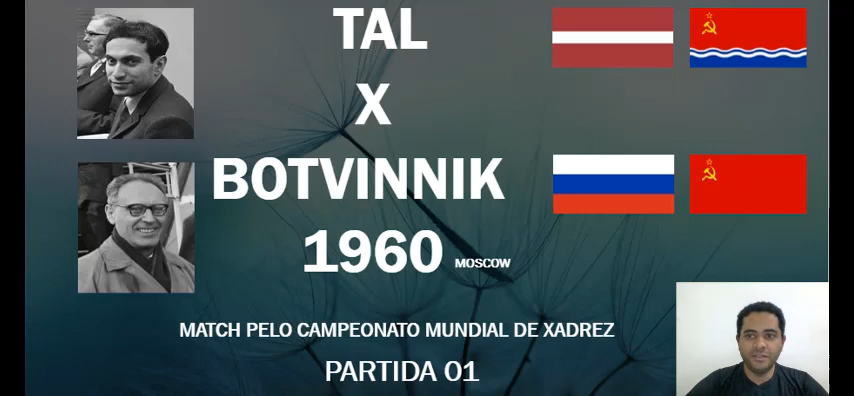 TAL
X
BOTVINNIK
1960 MOSCOW
MATCH PELO CAMPEONATO MUNDIAL DE XADREZ
PARTIDA 01